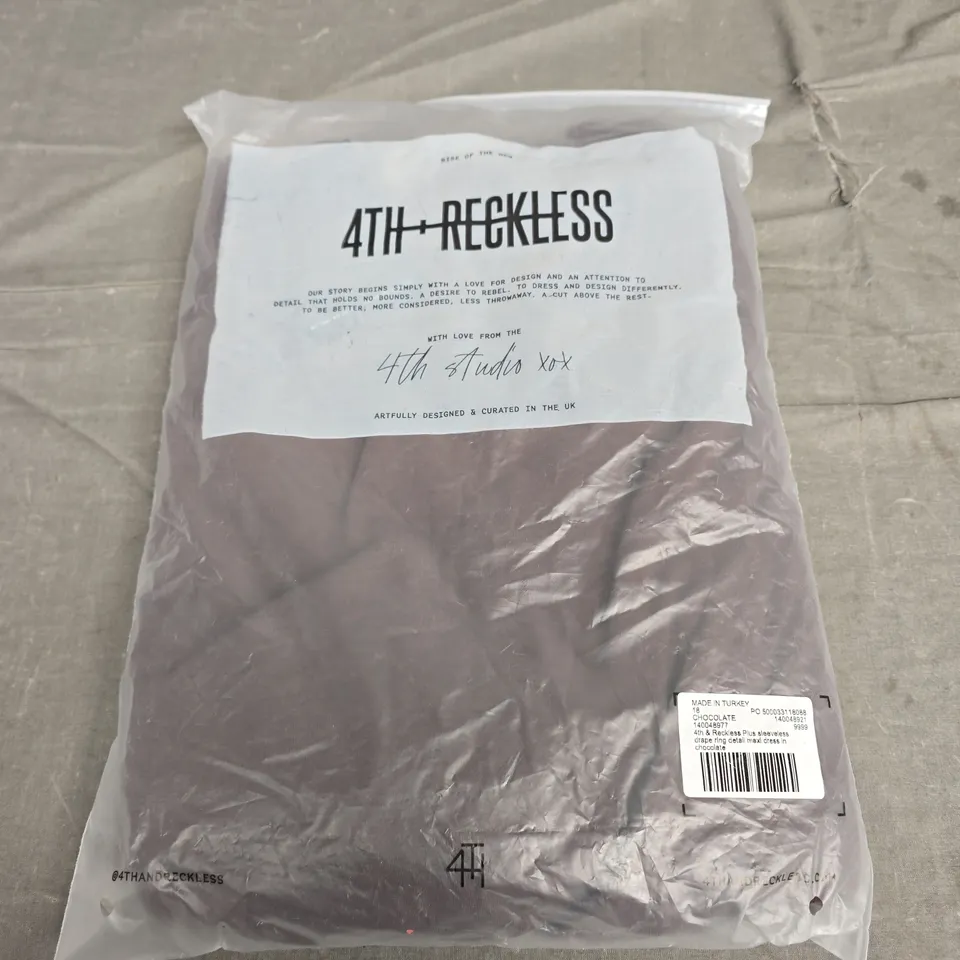 RISE OF THE NEW
4TH + RECKLESS
OUR STORY BEGINS SIMPLY WITH A LOVE FOR DESIGN AND AN ATTENTION TO
DETAIL THAT HOLDS NO BOUNDS. A DESIRE TO REBEL. TO DRESS AND DESIGN DIFFERENTLY.
TO BE BETTER, MORE CONSIDERED, LESS THROWAWAY. A CUT ABOVE THE REST.
WITH LOVE FROM THE
4th studio xox
ARTFULLY DESIGNED & CURATED IN THE UK
MADE IN TURKEY
18 PO 500033118088
CHOCOLATE 140048921
140048977 9999
4th & Reckless Plus sleeveless
drape ring detail maxi dress in
chocolate
4TH
@4THANDRECKLESS